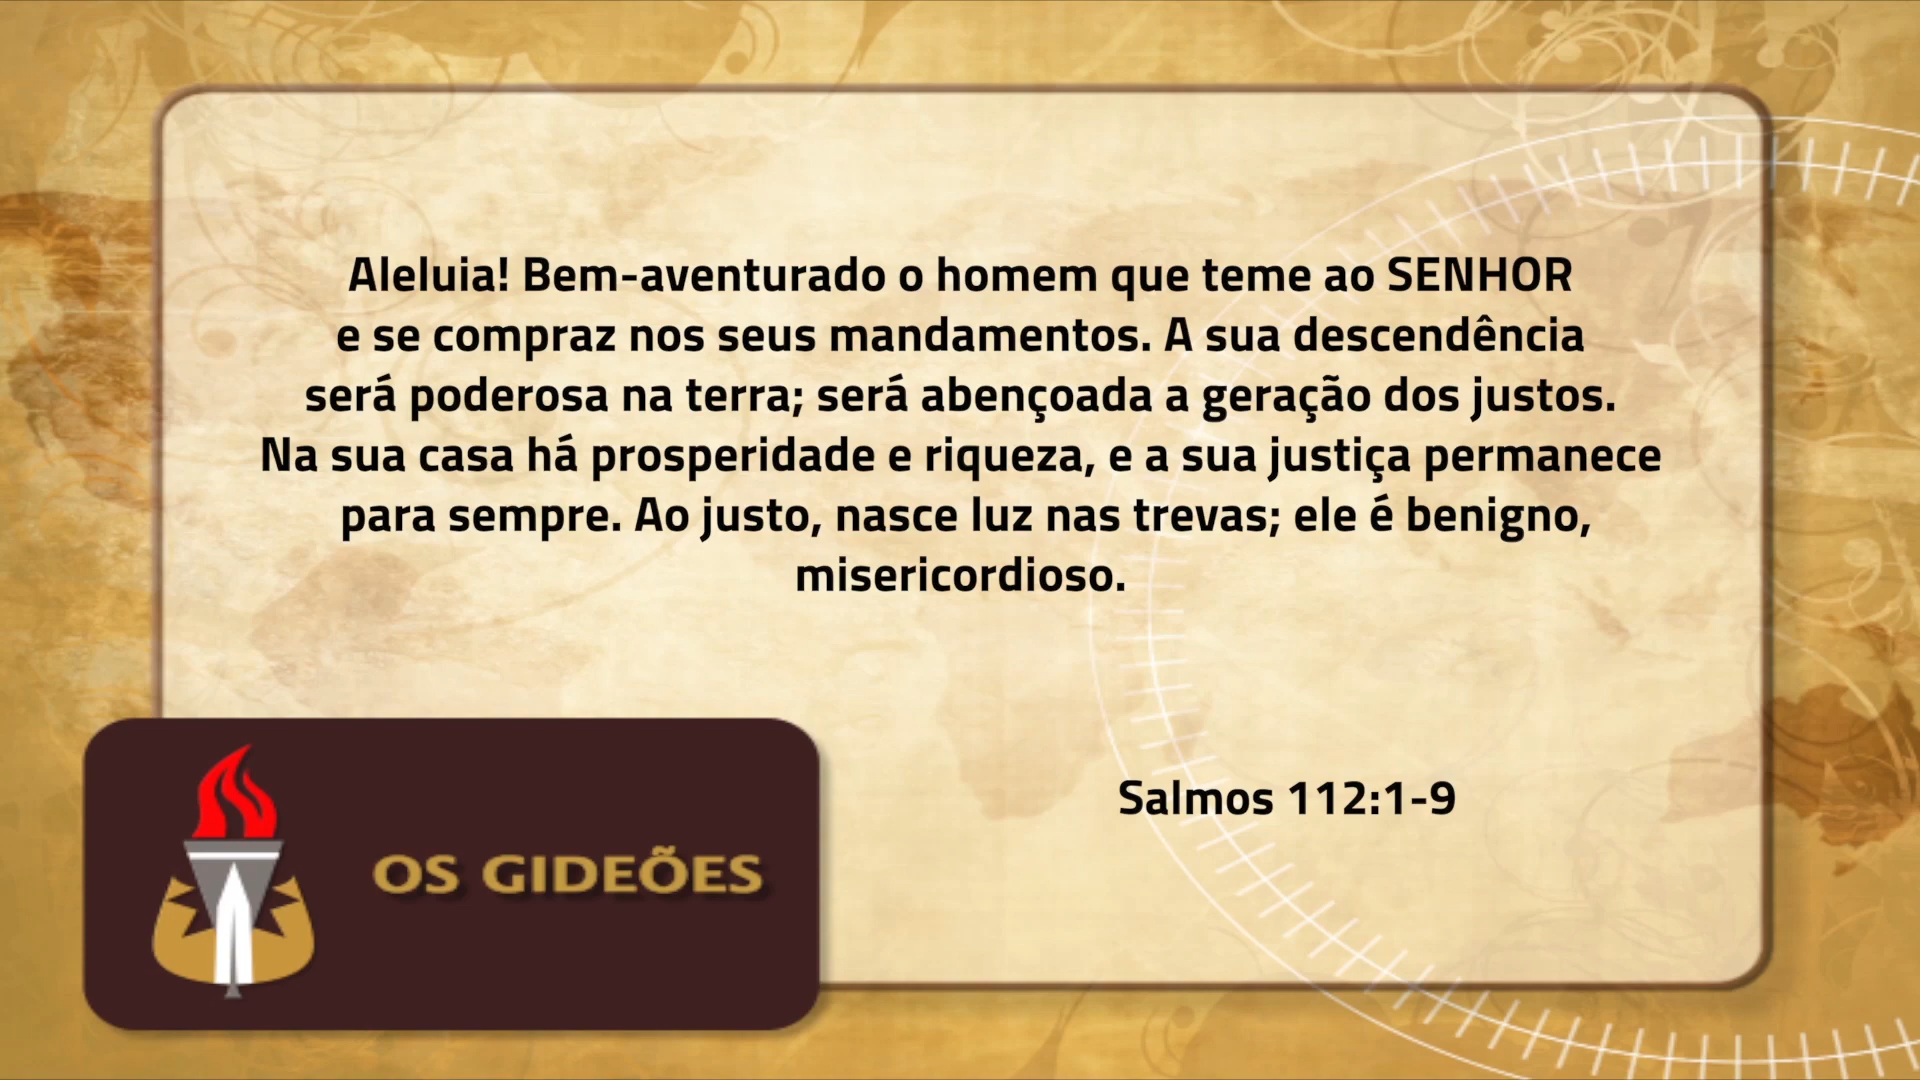 Aleluia! Bem-aventurado o homem que teme ao SENHOR
e se compraz nos seus mandamentos. A sua descendência
será poderosa na terra; será abençoada a geração dos justos.
Na sua casa há prosperidade e riqueza, e a sua justiça permanece
para sempre. Ao justo, nasce luz nas trevas; ele é benigno,
misericordioso.
Salmos 112:1-9
OS GIDEÕES